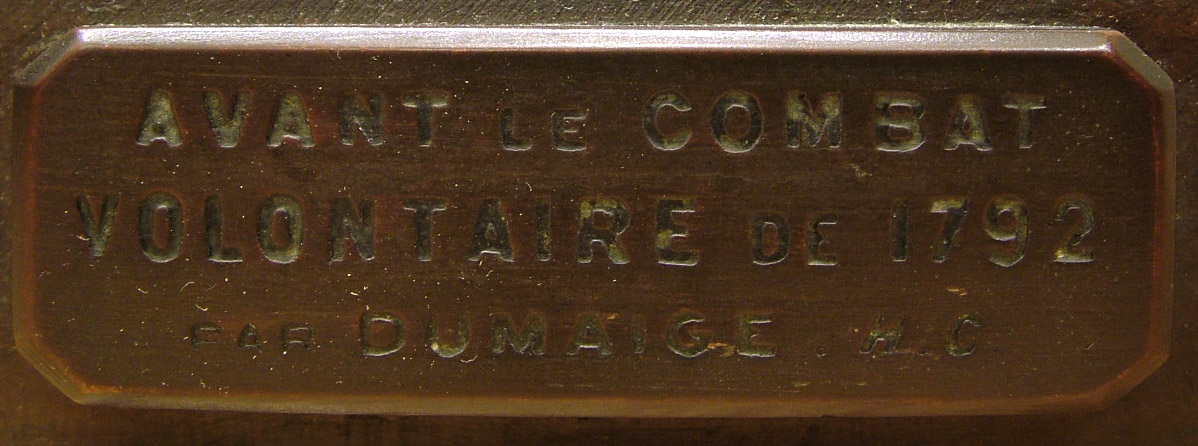 AVANT LE COMBAT
VOLONTAIRE DE 1792
PAR DUMAIGE . H.C